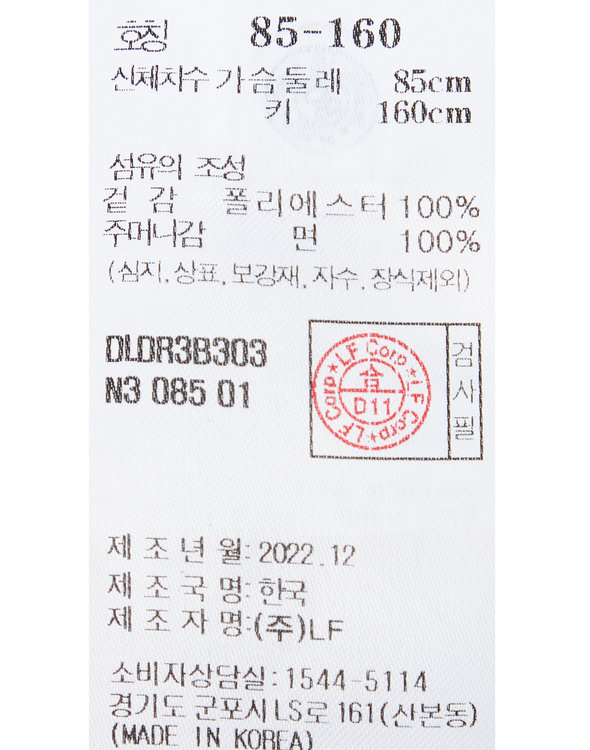 호칭 85-160
신체치수 가슴둘레 85cm
키 160cm
섬유의 조성
겉 감 폴리에스터 100%
주머니감 면 100%
(심지, 상표, 보강재, 자수, 장식제외)
DLDR3B303
N3 085 01
LF Corp ★ LF Corp ★ LF Corp ★
合
D11
검사필
제 조 년 월: 2022.12
제 조 국 명: 한국
제 조 자 명: (주)LF
소비자상담실: 1544-5114
경기도 군포시 LS로 161(산본동)
(MADE IN KOREA)